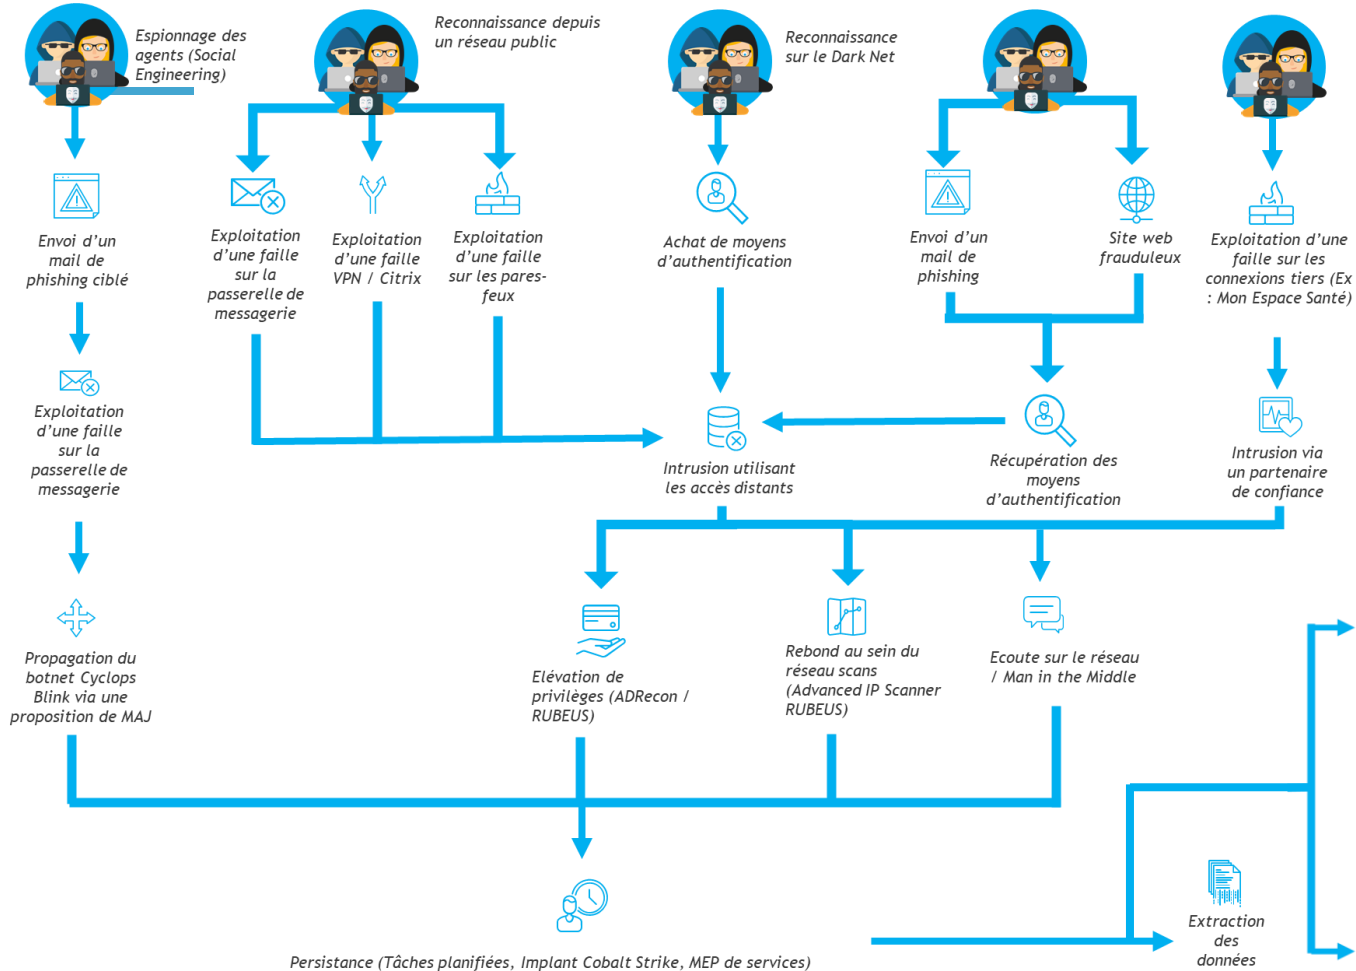 Espionnage des
agents (Social
Engineering)
Reconnaissance depuis
un réseau public
Reconnaissance
sur le Dark Net
Envoi d’un
mail de
phishing ciblé
Exploitation
d’une faille
sur la
passerelle de
messagerie
Exploitation
d’une faille
VPN / Citrix
Exploitation
d’une faille
sur les pares-
feux
Achat de moyens
d’authentification
Envoi d’un
mail de
phishing
Site web
frauduleux
Exploitation d’une
faille sur les
connexions tiers (Ex
: Mon Espace Santé)
Exploitation
d’une faille
sur la
passerelle de
messagerie
Intrusion utilisant
les accès distants
Récupération des
moyens
d’authentification
Intrusion via
un partenaire
de confiance
Propagation du
botnet Cyclops
Blink via une
proposition de MAJ
Elévation de
privilèges (ADRecon /
RUBEUS)
Rebond au sein du
réseau scans
(Advanced IP Scanner
RUBEUS)
Ecoute sur le réseau
/ Man in the Middle
Persistance (Tâches planifiées, Implant Cobalt Strike, MEP de services)
Extraction
des
données